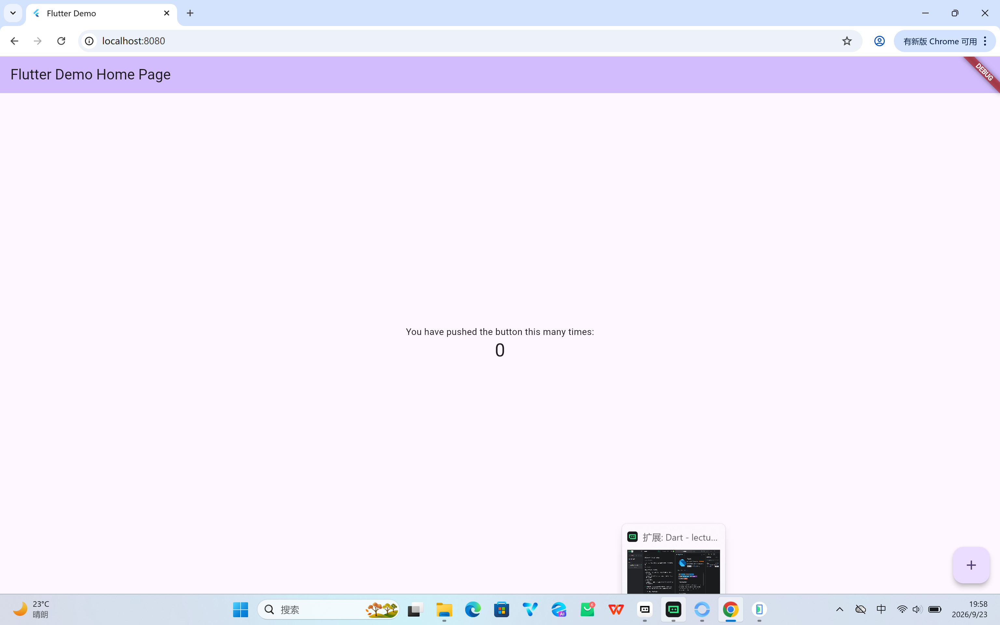 Flutter Demo
localhost:8080
有新版 Chrome 可用
Flutter Demo Home Page
DEBUG
You have pushed the button this many times:
0
扩展: Dart - lectu...
23°C
晴朗
搜索
AI
6
中
19:58
2026/9/23